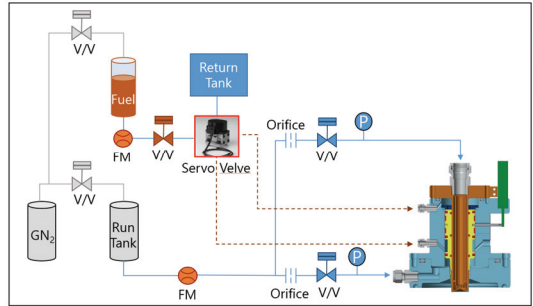 V/V
Fuel
Return
Tank
FM
V/V
Servo Velve
Orifice
V/V
P
V/V
GN2
Run
Tank
FM
Orifice
V/V
P